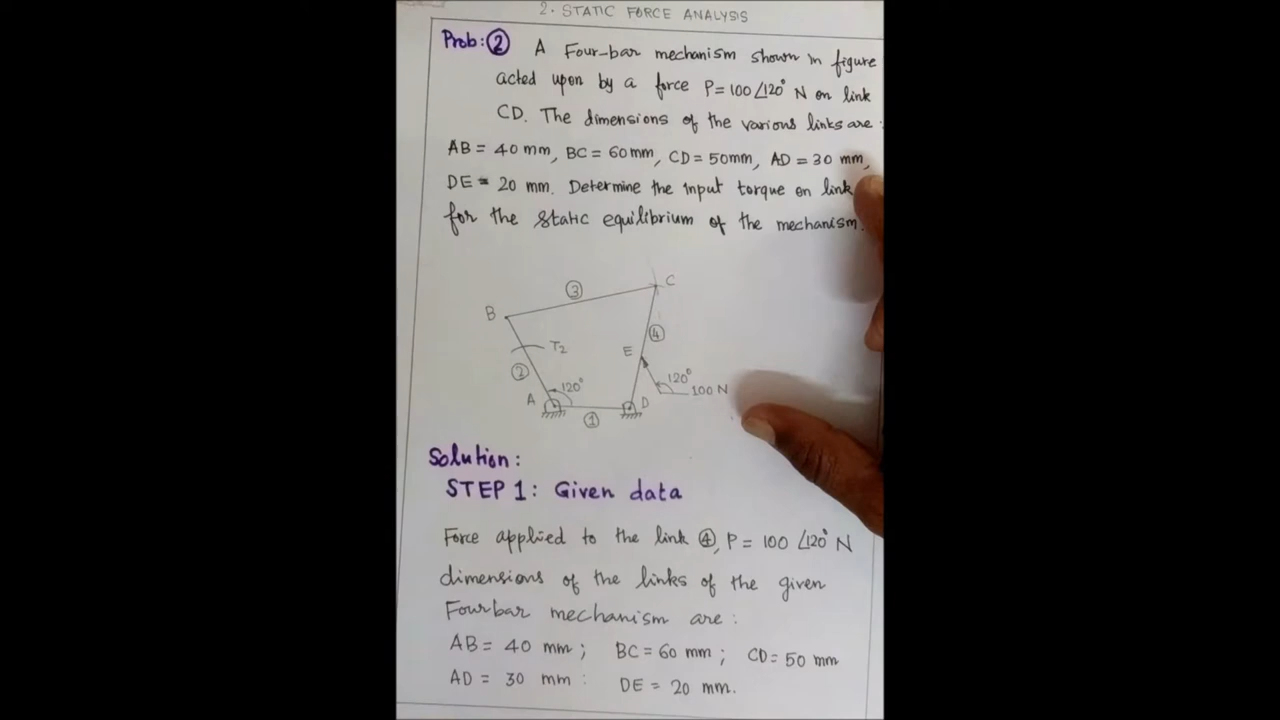 2. STATIC FORCE ANALYSIS
Prob: ② A Four-bar mechanism shown in figure
acted upon by a force P = 100∠120° N on link
CD. The dimensions of the various links are :
AB = 40 mm, BC = 60 mm, CD = 50mm, AD = 30 mm,
DE = 20 mm. Determine the input torque on link
for the static equilibrium of the mechanism.
C
③
B
④
T2
E
②
120°
120°
100 N
A
D
①
Solution:
STEP 1: Given data
Force applied to the link ④, P = 100 ∠120° N
dimensions of the links of the given
Fourbar mechanism are :
AB = 40 mm ; BC = 60 mm ; CD = 50 mm
AD = 30 mm : DE = 20 mm.